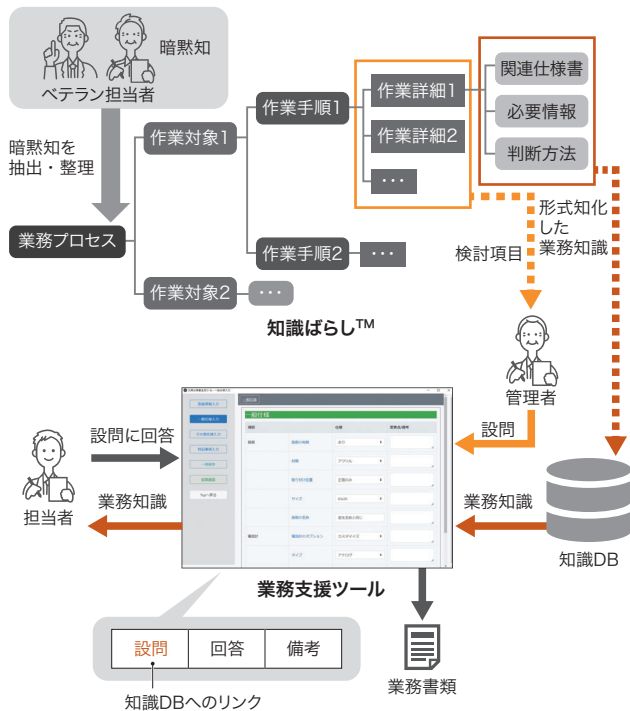 暗黙知
ベテラン担当者
暗黙知を
抽出・整理
業務プロセス
作業対象1
作業対象2
・・・
作業手順1
作業手順2
・・・
作業詳細1
作業詳細2
・・・
関連仕様書
必要情報
判断方法
知識ばらし™
検討項目
形式知化
した
業務知識
管理者
設問
設問に回答
担当者
業務知識
一般仕様
業務知識
知識DB
業務支援ツール
設問
回答
備考
知識DBへのリンク
業務書類